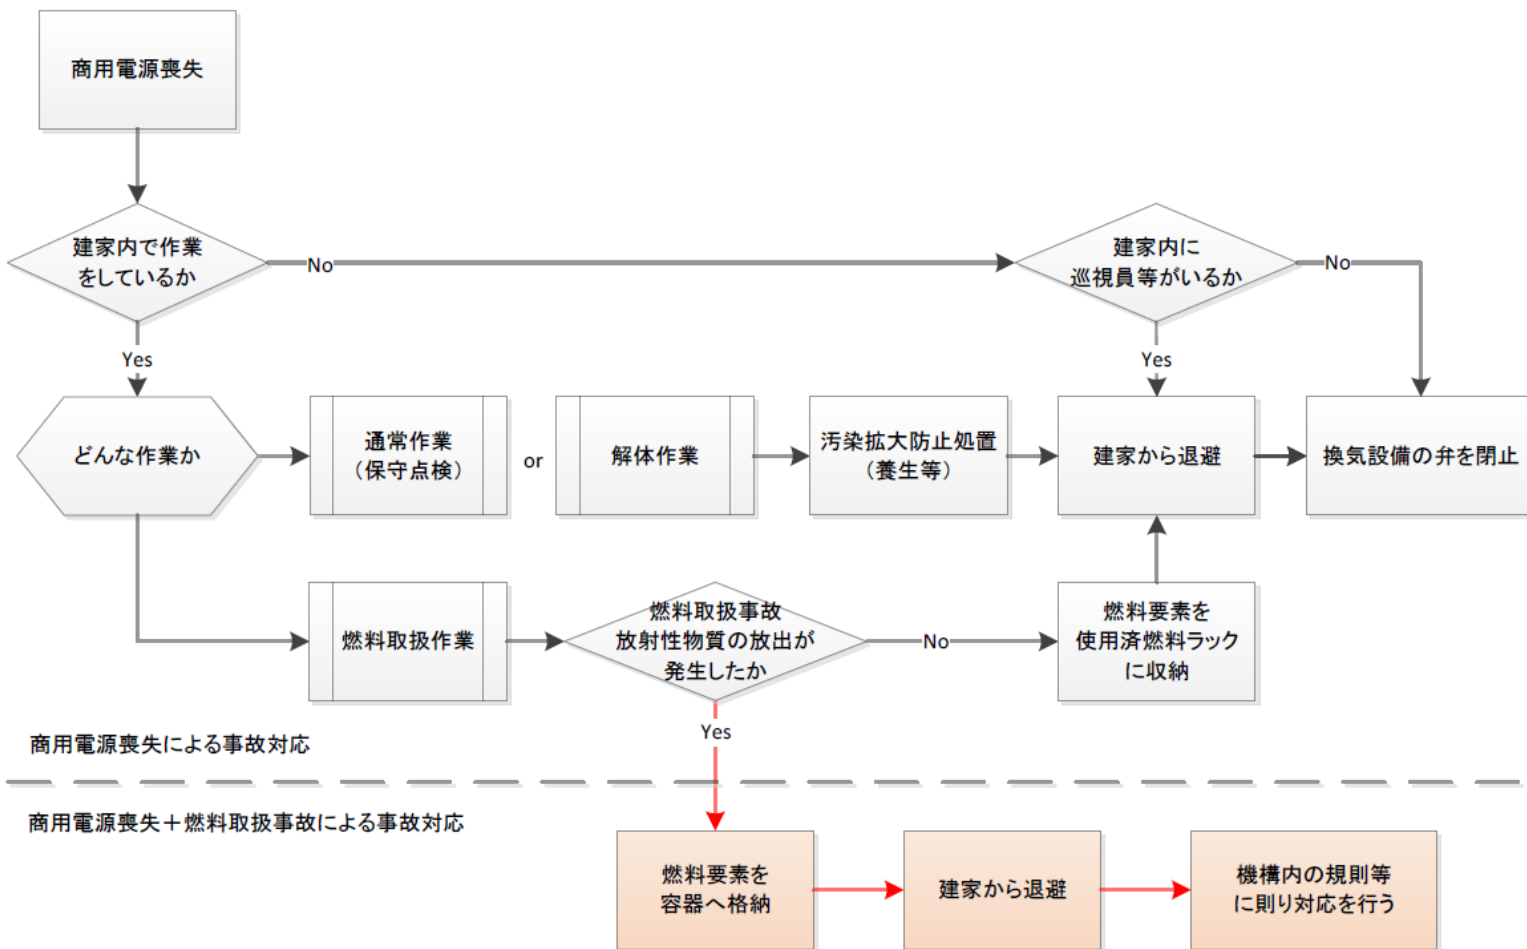 商用電源喪失
建家内で作業
をしているか
No
建家内に
巡視員等がいるか
No
Yes
Yes
どんな作業か
通常作業
（保守点検）
or
解体作業
汚染拡大防止処置
（養生等）
建家から退避
換気設備の弁を閉止
燃料取扱作業
燃料取扱事故
放射性物質の放出が
発生したか
No
燃料要素を
使用済燃料ラック
に収納
Yes
商用電源喪失による事故対応
商用電源喪失＋燃料取扱事故による事故対応
燃料要素を
容器へ格納
建家から退避
機構内の規則等
に則り対応を行う